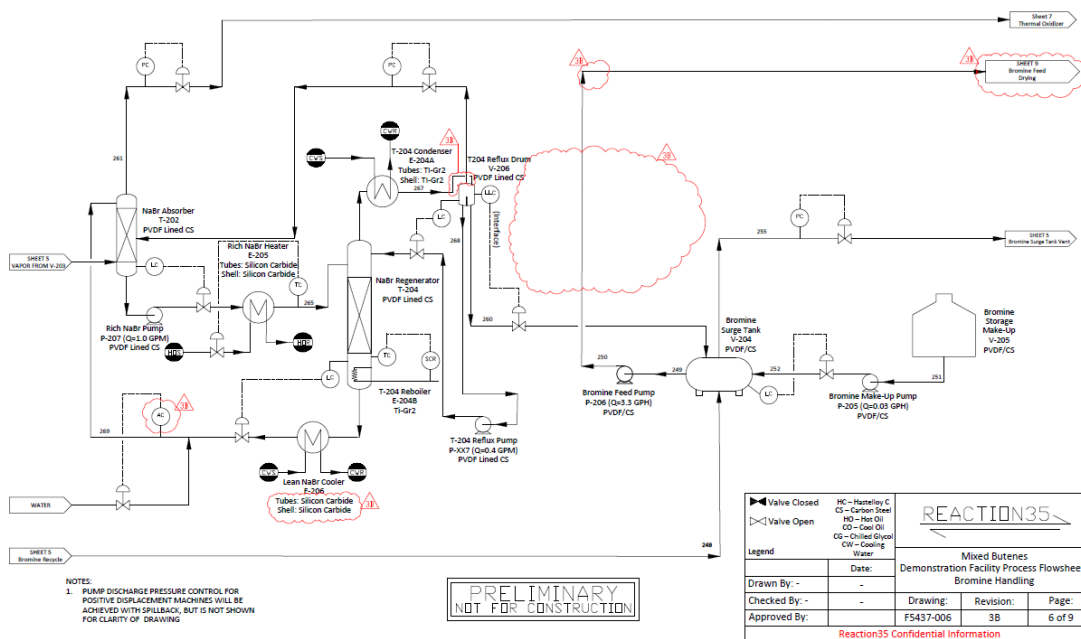 SHEET 7
Thermal Oxidizer
PC
PC
3B
3B
SHEET 9
Bromine Feed
Drying
CWR
CWS
T-204 Condenser
E-204A
Tubes: Ti-Gr2
Shell: Ti-Gr2
267
3B
T204 Reflux Drum
V-206
PVDF Lined CS
3B
261
LC
LLC
(Interface)
268
NaBr Absorber
T-202
PVDF Lined CS
PC
255
SHEET 5
Bromine Surge Tank Vent
SHEET 5
VAPOR FROM V-203
LC
Rich NaBr Heater
E-205
Tubes: Silicon Carbide
Shell: Silicon Carbide
TC
265
NaBr Regenerator
T-204
PVDF Lined CS
Rich NaBr Pump
P-207 (Q=1.0 GPM)
PVDF Lined CS
HOS
HOR
260
Bromine
Surge Tank
V-204
PVDF/CS
Bromine
Storage
Make-Up
V-205
PVDF/CS
TC
SCR
LC
250
249
252
251
LC
T-204 Reboiler
E-204B
Ti-Gr2
Bromine Feed Pump
P-206 (Q=3.3 GPH)
PVDF/CS
Bromine Make-Up Pump
P-205 (Q=0.03 GPH)
PVDF/CS
AC
3B
269
T-204 Reflux Pump
P-XX7 (Q=0.4 GPM)
PVDF Lined CS
CWS
CWR
Lean NaBr Cooler
E-206
Tubes: Silicon Carbide
Shell: Silicon Carbide
3B
WATER
SHEET 5
Bromine Recycle
248
NOTES:
1. PUMP DISCHARGE PRESSURE CONTROL FOR
POSITIVE DISPLACEMENT MACHINES WILL BE
ACHIEVED WITH SPILLBACK, BUT IS NOT SHOWN
FOR CLARITY OF DRAWING
PRELIMINARY
NOT FOR CONSTRUCTION
Valve Closed
Valve Open
Legend
HC – Hastelloy C
CS – Carbon Steel
HO – Hot Oil
CO – Cool Oil
CG – Chilled Glycol
CW – Cooling
Water
REACTION35
Date:
Mixed Butenes
Demonstration Facility Process Flowsheet
Bromine Handling
Drawn By: - -
Checked By: - - Drawing: Revision: Page:
Approved By: F5437-006 3B 6 of 9
Reaction35 Confidential Information